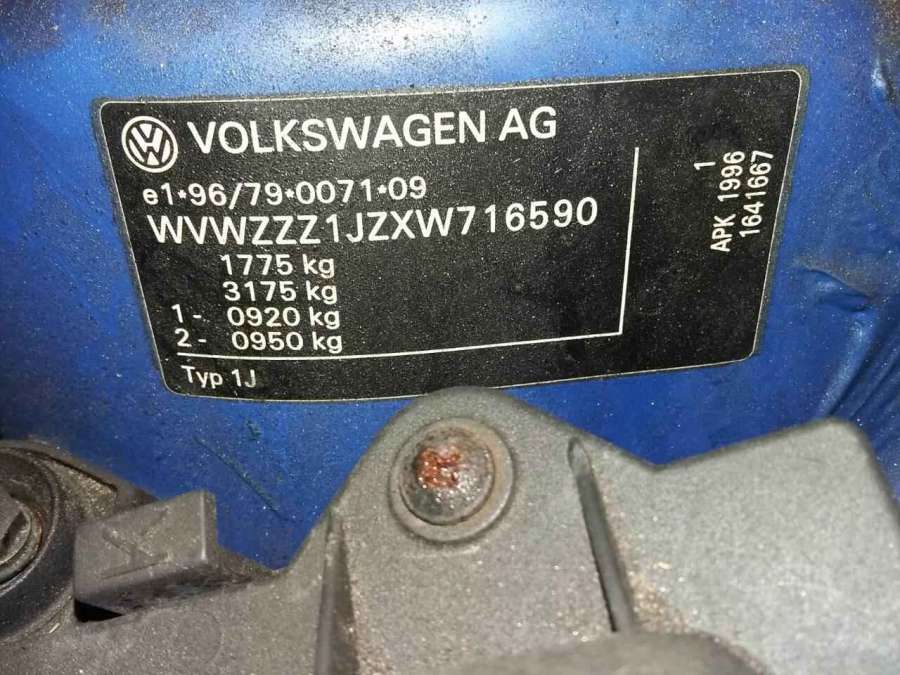 VOLKSWAGEN AG
e1*96/79*0071*09
WVWZZZ1JZXW716590
1775 kg
3175 kg
1- 0920 kg
2- 0950 kg
Typ 1J
1
APK 1996
1641667